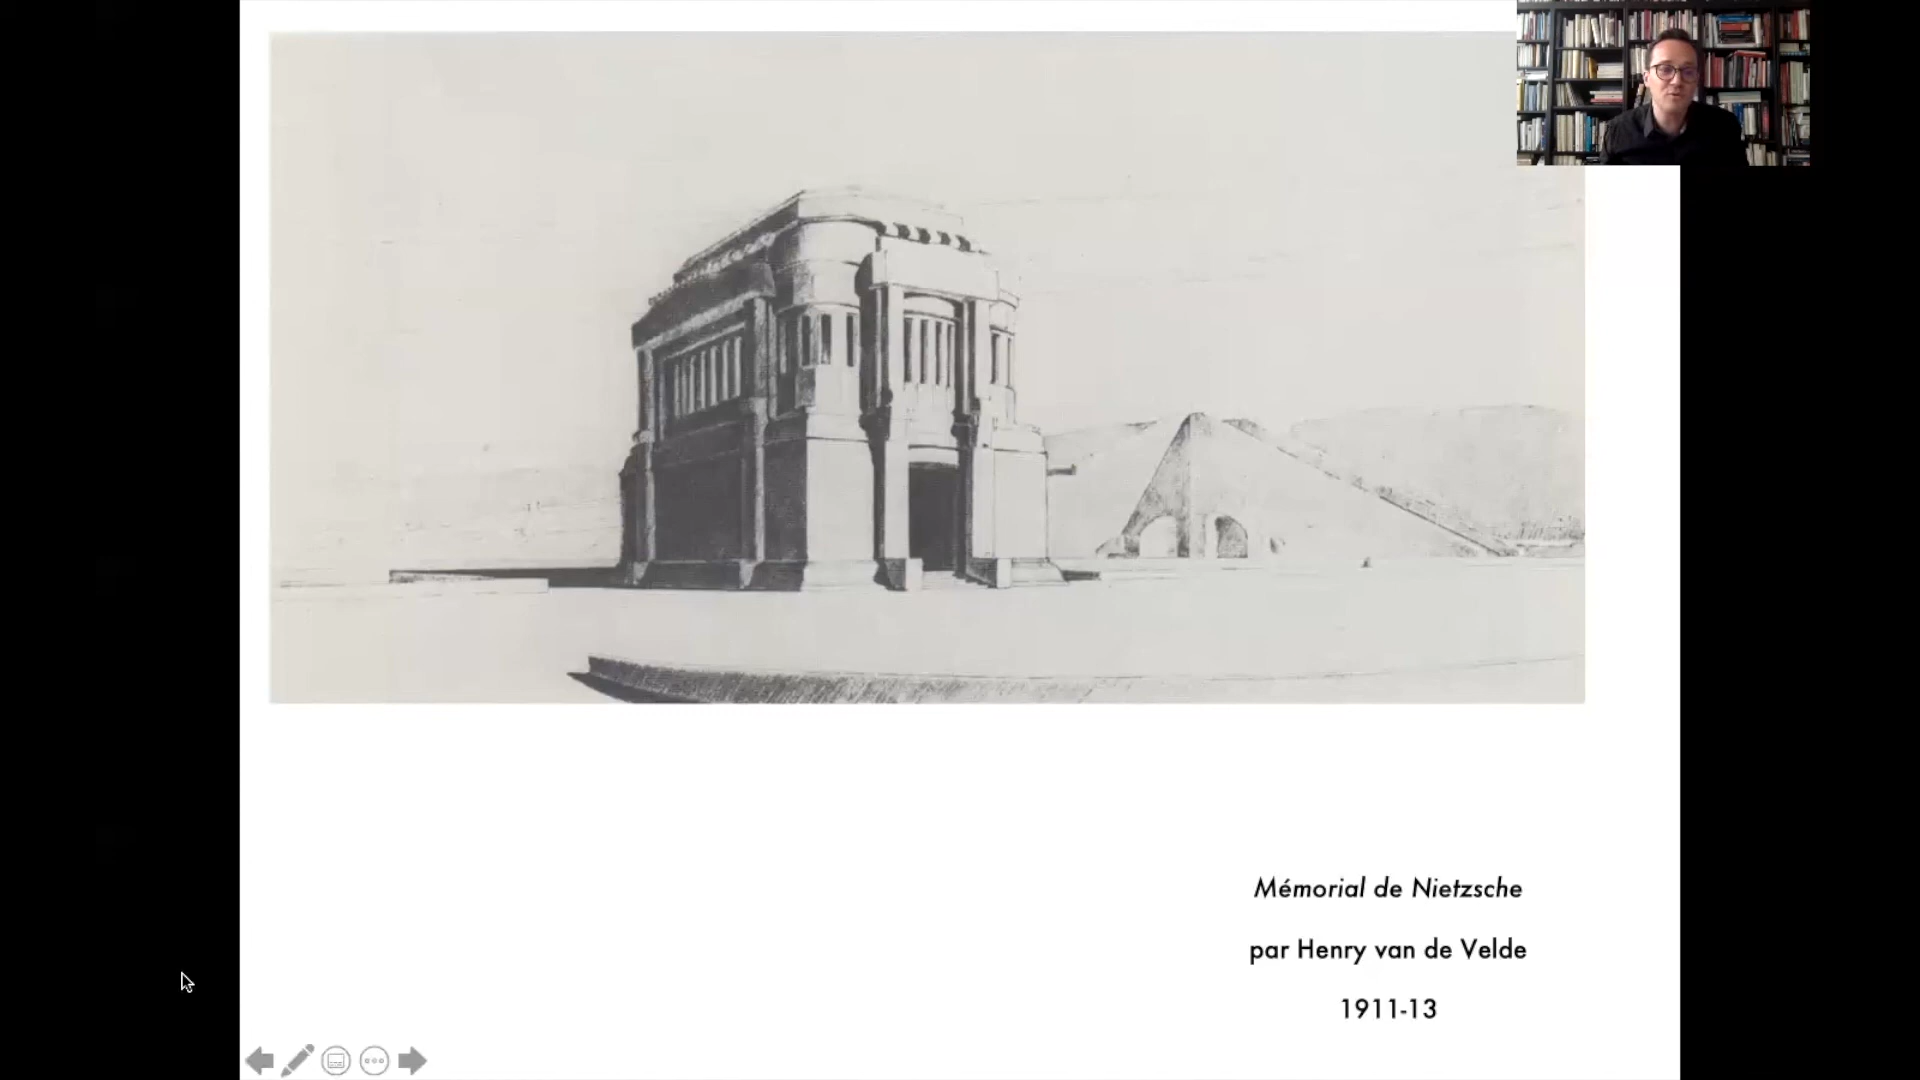 Mémorial de Nietzsche
par Henry van de Velde
1911-13